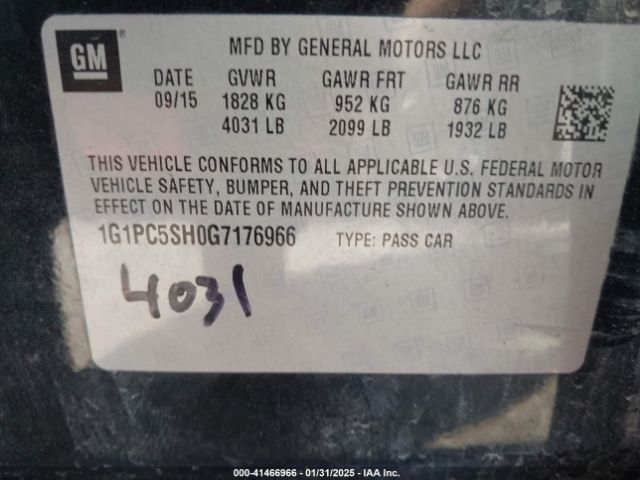 GM
MFD BY GENERAL MOTORS LLC
DATE GVWR GAWR FRT GAWR RR
09/15 1828 KG 952 KG 876 KG
4031 LB 2099 LB 1932 LB
THIS VEHICLE CONFORMS TO ALL APPLICABLE U.S. FEDERAL MOTOR
VEHICLE SAFETY, BUMPER, AND THEFT PREVENTION STANDARDS IN
EFFECT ON THE DATE OF MANUFACTURE SHOWN ABOVE.
1G1PC5SH0G7176966 TYPE: PASS CAR
4031
000-41466966 - 01/31/2025 - IAA Inc.